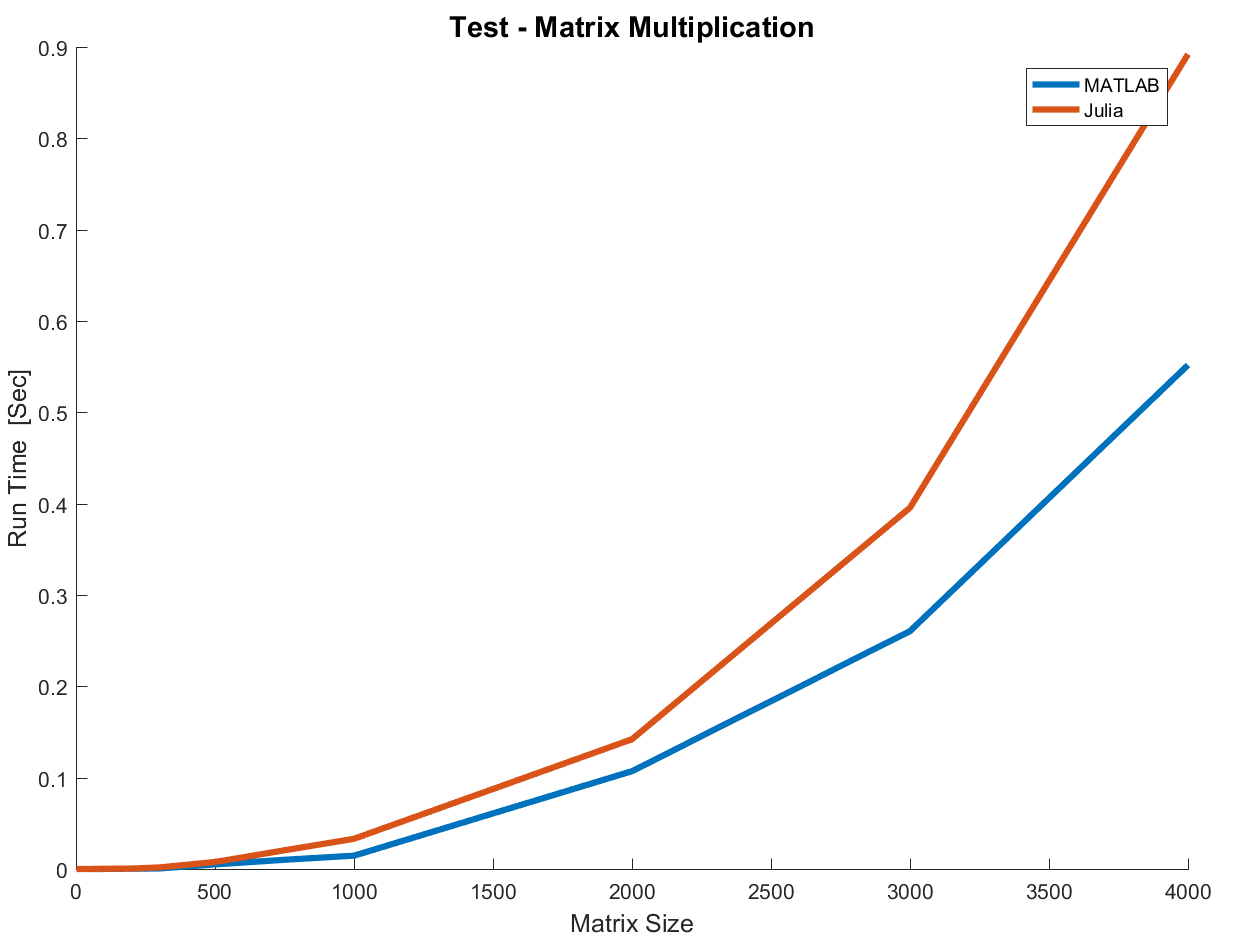 Test - Matrix Multiplication
MATLAB
Julia
0.9
0.8
0.7
0.6
0.5
0.4
0.3
0.2
0.1
0
Run Time [Sec]
0 500 1000 1500 2000 2500 3000 3500 4000
Matrix Size